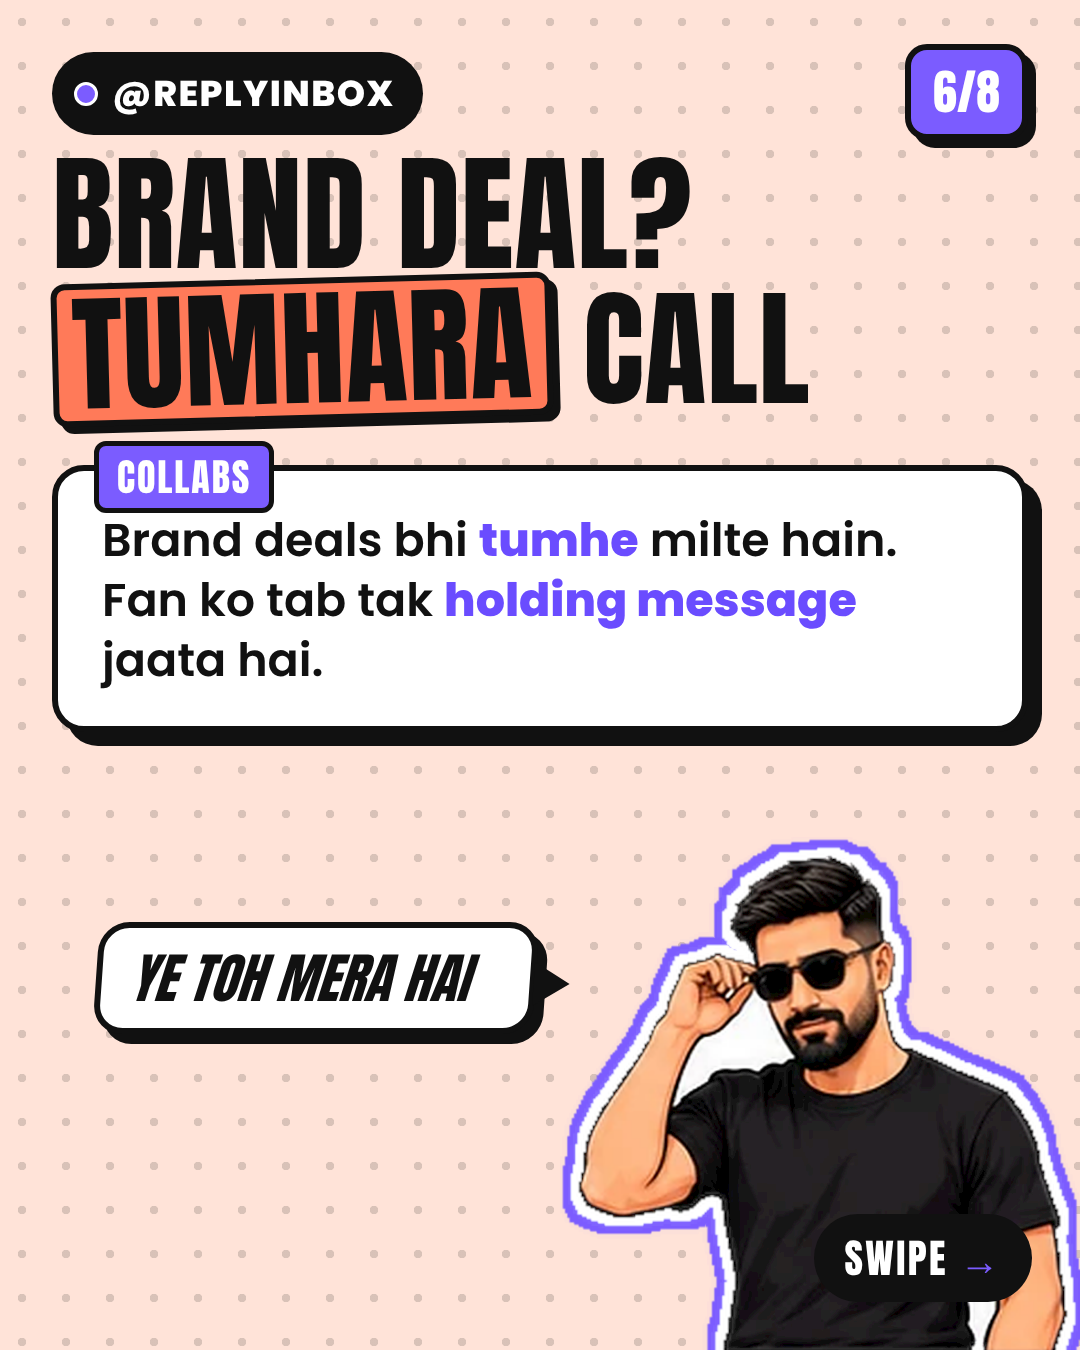 @REPLYINBOX
6/8
BRAND DEAL?
TUMHARA CALL
COLLABS
Brand deals bhi tumhe milte hain.
Fan ko tab tak holding message
jaata hai.
YE TOH MERA HAI
SWIPE →